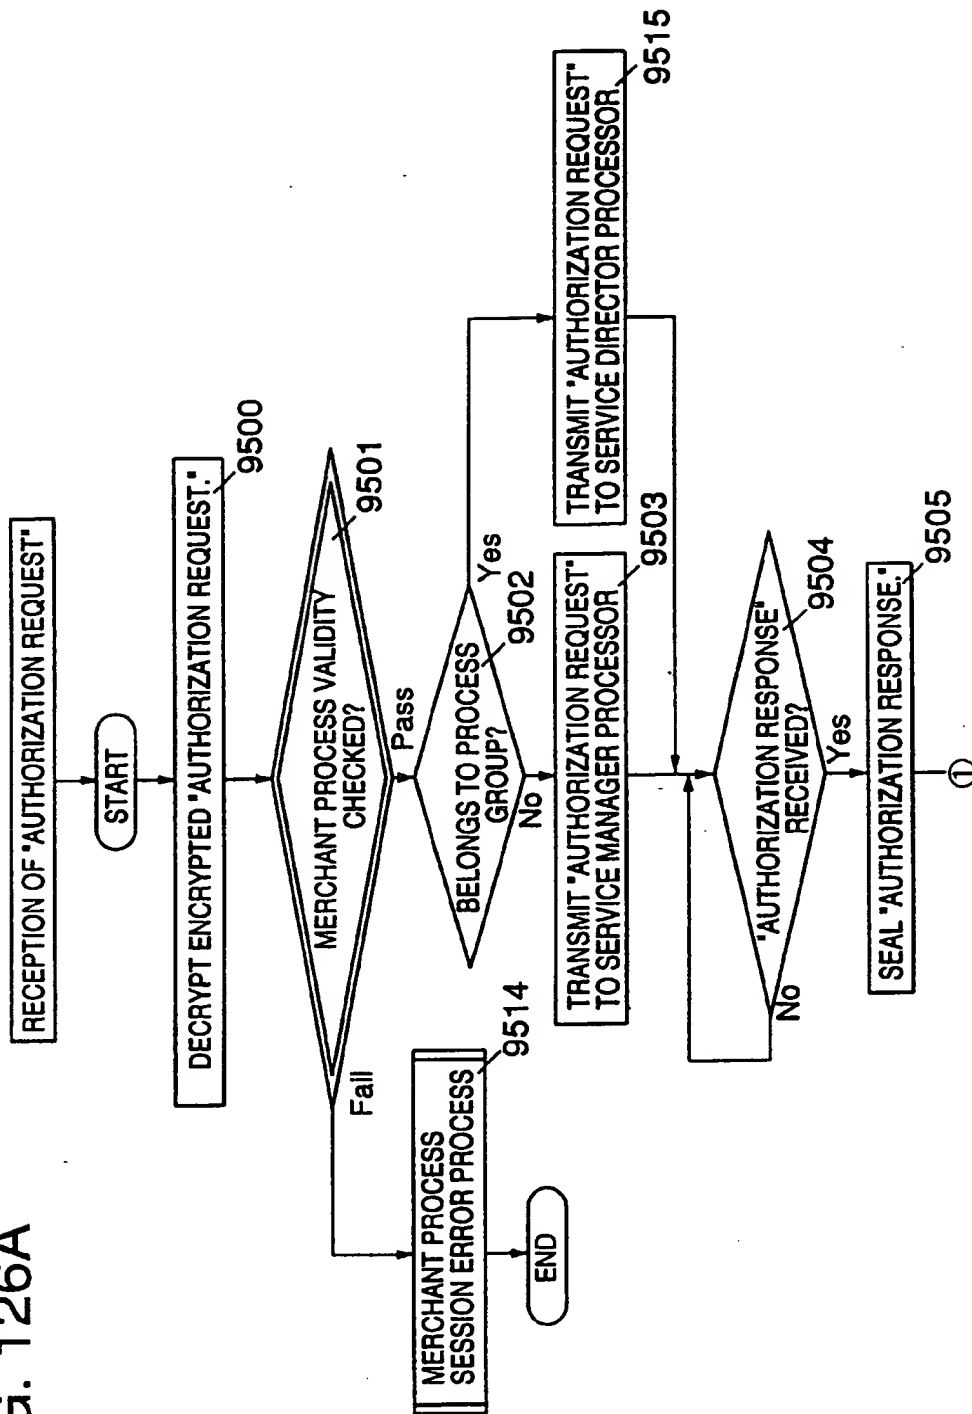 G. 126A
RECEPTION OF "AUTHORIZATION REQUEST"
START
DECRYPT ENCRYPTED "AUTHORIZATION REQUEST."
9500
MERCHANT PROCESS VALIDITY
CHECKED?
9501
Fail
Pass
MERCHANT PROCESS
SESSION ERROR PROCESS
9514
END
BELONGS TO PROCESS
GROUP?
9502
Yes
No
TRANSMIT "AUTHORIZATION REQUEST"
TO SERVICE MANAGER PROCESSOR
9503
TRANSMIT "AUTHORIZATION REQUEST"
TO SERVICE DIRECTOR PROCESSOR.
9515
"AUTHORIZATION RESPONSE"
RECEIVED?
9504
No
Yes
SEAL "AUTHORIZATION RESPONSE."
9505
①